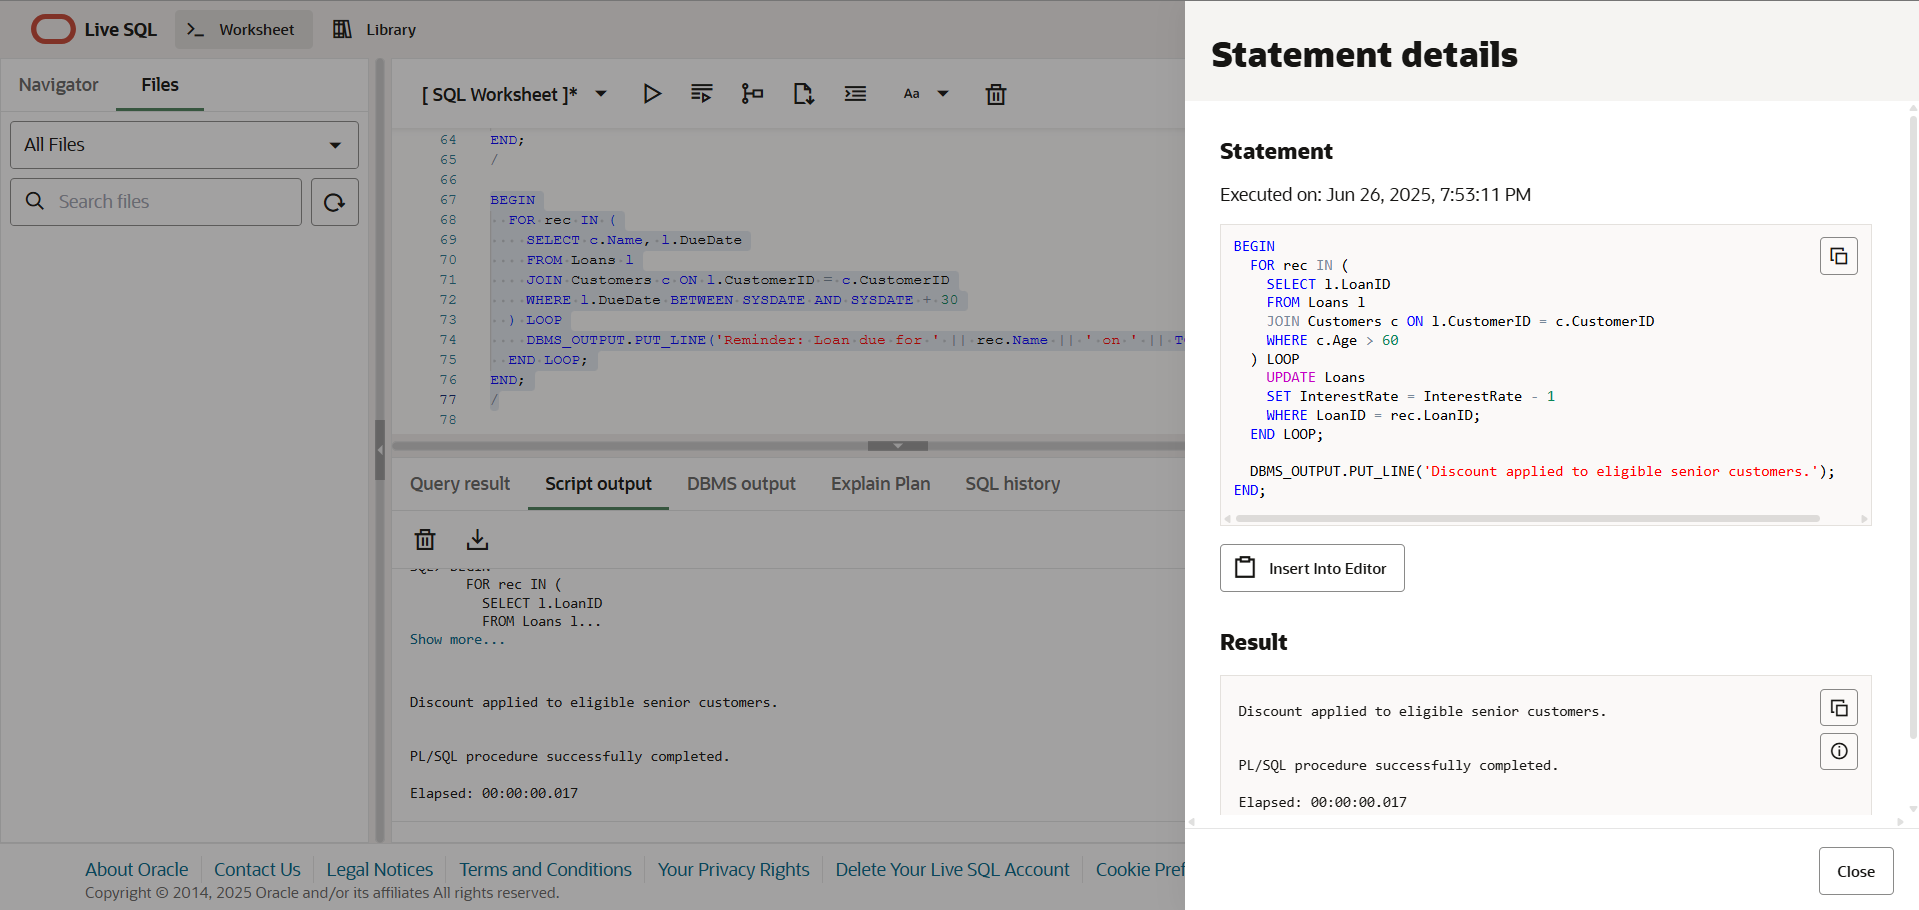 Live SQL
Worksheet
Library
Navigator
Files
All Files
Search files
[ SQL Worksheet ]*
Aa
64 END;
65 /
66
67 BEGIN
68 FOR rec IN (
69 SELECT c.Name, l.DueDate
70 FROM Loans l
71 JOIN Customers c ON l.CustomerID = c.CustomerID
72 WHERE l.DueDate BETWEEN SYSDATE AND SYSDATE + 30
73 ) LOOP
74 DBMS_OUTPUT.PUT_LINE('Reminder: Loan due for ' || rec.Name || ' on ' ||
75 END LOOP;
76 END;
77 /
78
Query result
Script output
DBMS output
Explain Plan
SQL history
SQL> BEGIN
FOR rec IN (
SELECT l.LoanID
FROM Loans l...
Show more...
Discount applied to eligible senior customers.
PL/SQL procedure successfully completed.
Elapsed: 00:00:00.017
About Oracle
Contact Us
Legal Notices
Terms and Conditions
Your Privacy Rights
Delete Your Live SQL Account
Cookie Pref
Copyright © 2014, 2025 Oracle and/or its affiliates All rights reserved.
Statement details
Statement
Executed on: Jun 26, 2025, 7:53:11 PM
BEGIN
FOR rec IN (
SELECT l.LoanID
FROM Loans l
JOIN Customers c ON l.CustomerID = c.CustomerID
WHERE c.Age > 60
) LOOP
UPDATE Loans
SET InterestRate = InterestRate - 1
WHERE LoanID = rec.LoanID;
END LOOP;
DBMS_OUTPUT.PUT_LINE('Discount applied to eligible senior customers.');
END;
Insert Into Editor
Result
Discount applied to eligible senior customers.
PL/SQL procedure successfully completed.
Elapsed: 00:00:00.017
Close